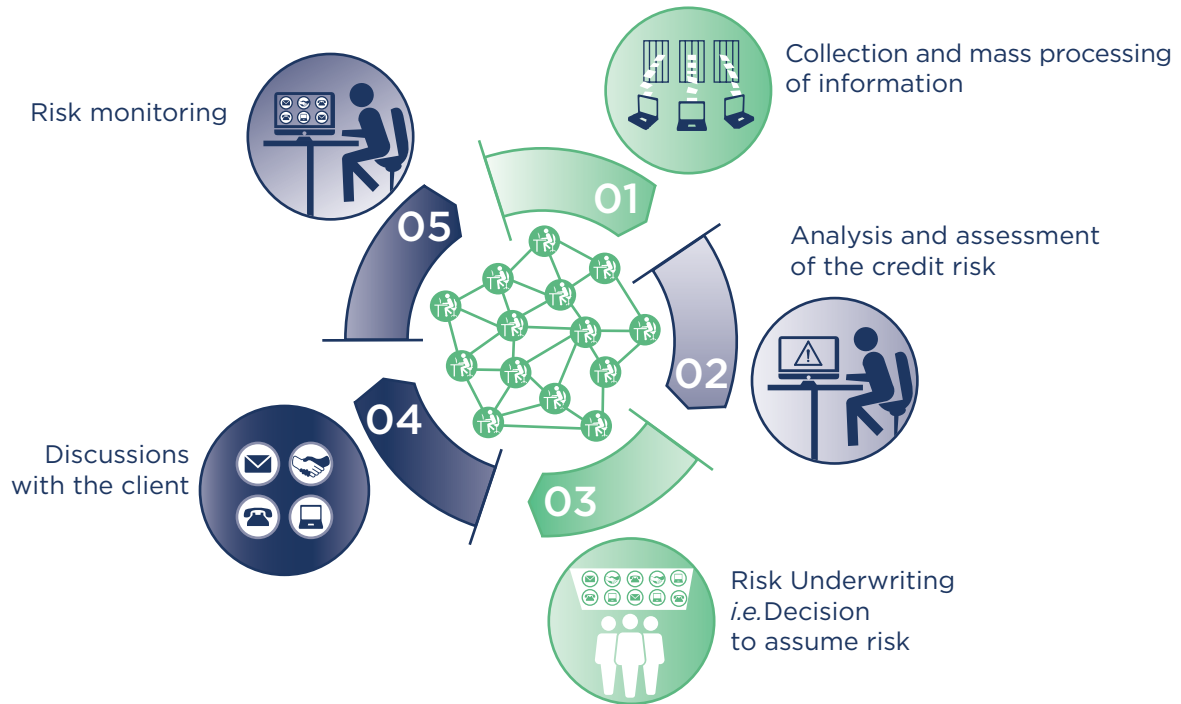 01
Collection and mass processing
of information
02
Analysis and assessment
of the credit risk
03
Risk Underwriting
i.e.Decision
to assume risk
04
Discussions
with the client
05
Risk monitoring